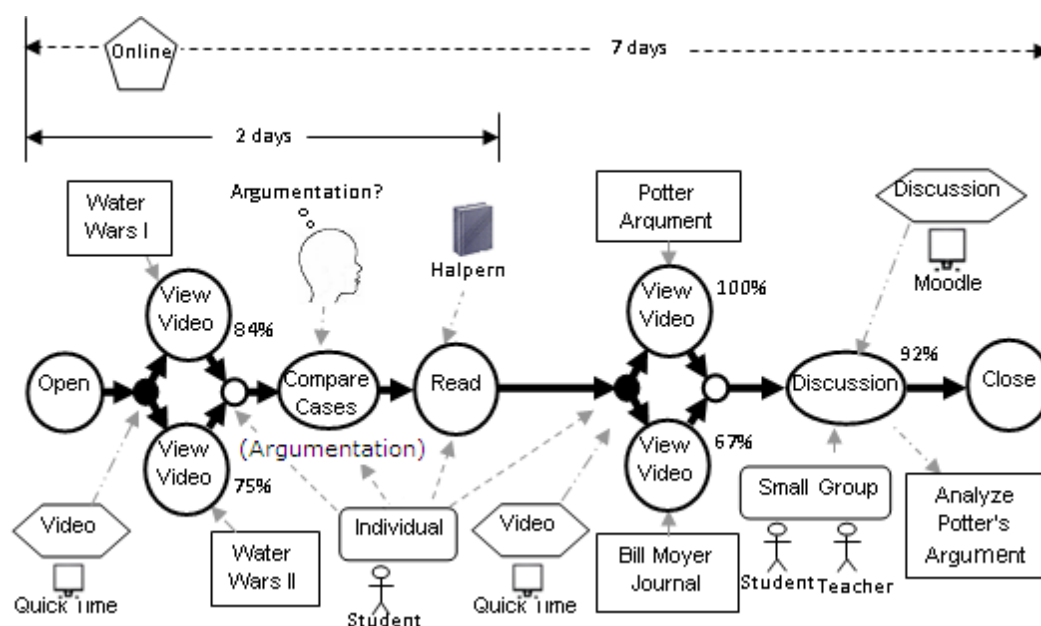 Online
7 days
2 days
Water
Wars I
Argumentation?
Halpern
Potter
Argument
Discussion
Moodle
View
Video
84%
View
Video
100%
Open
Compare
Cases
Read
Discussion
92%
Close
(Argumentation)
View
Video
75%
View
Video
67%
Video
Quick Time
Water
Wars II
Individual
Student
Video
Quick Time
Bill Moyer
Journal
Small Group
Student
Teacher
Analyze
Potter's
Argument